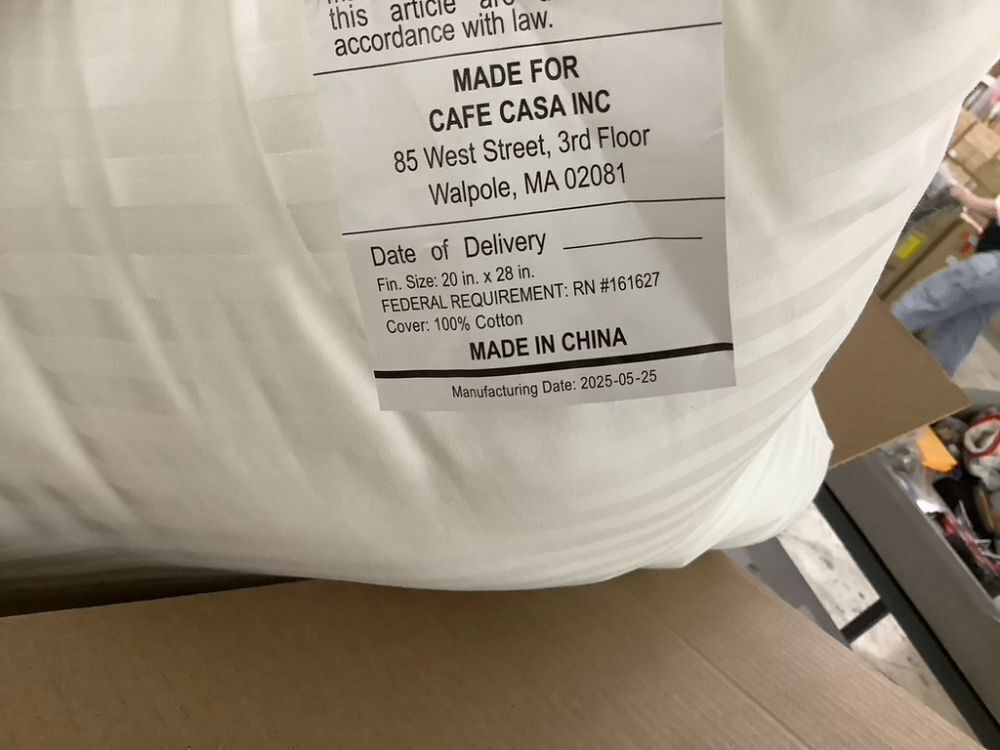 this article are
accordance with law.
MADE FOR
CAFE CASA INC
85 West Street, 3rd Floor
Walpole, MA 02081
Date of Delivery
Fin. Size: 20 in. x 28 in.
FEDERAL REQUIREMENT: RN #161627
Cover: 100% Cotton
MADE IN CHINA
Manufacturing Date: 2025-05-25